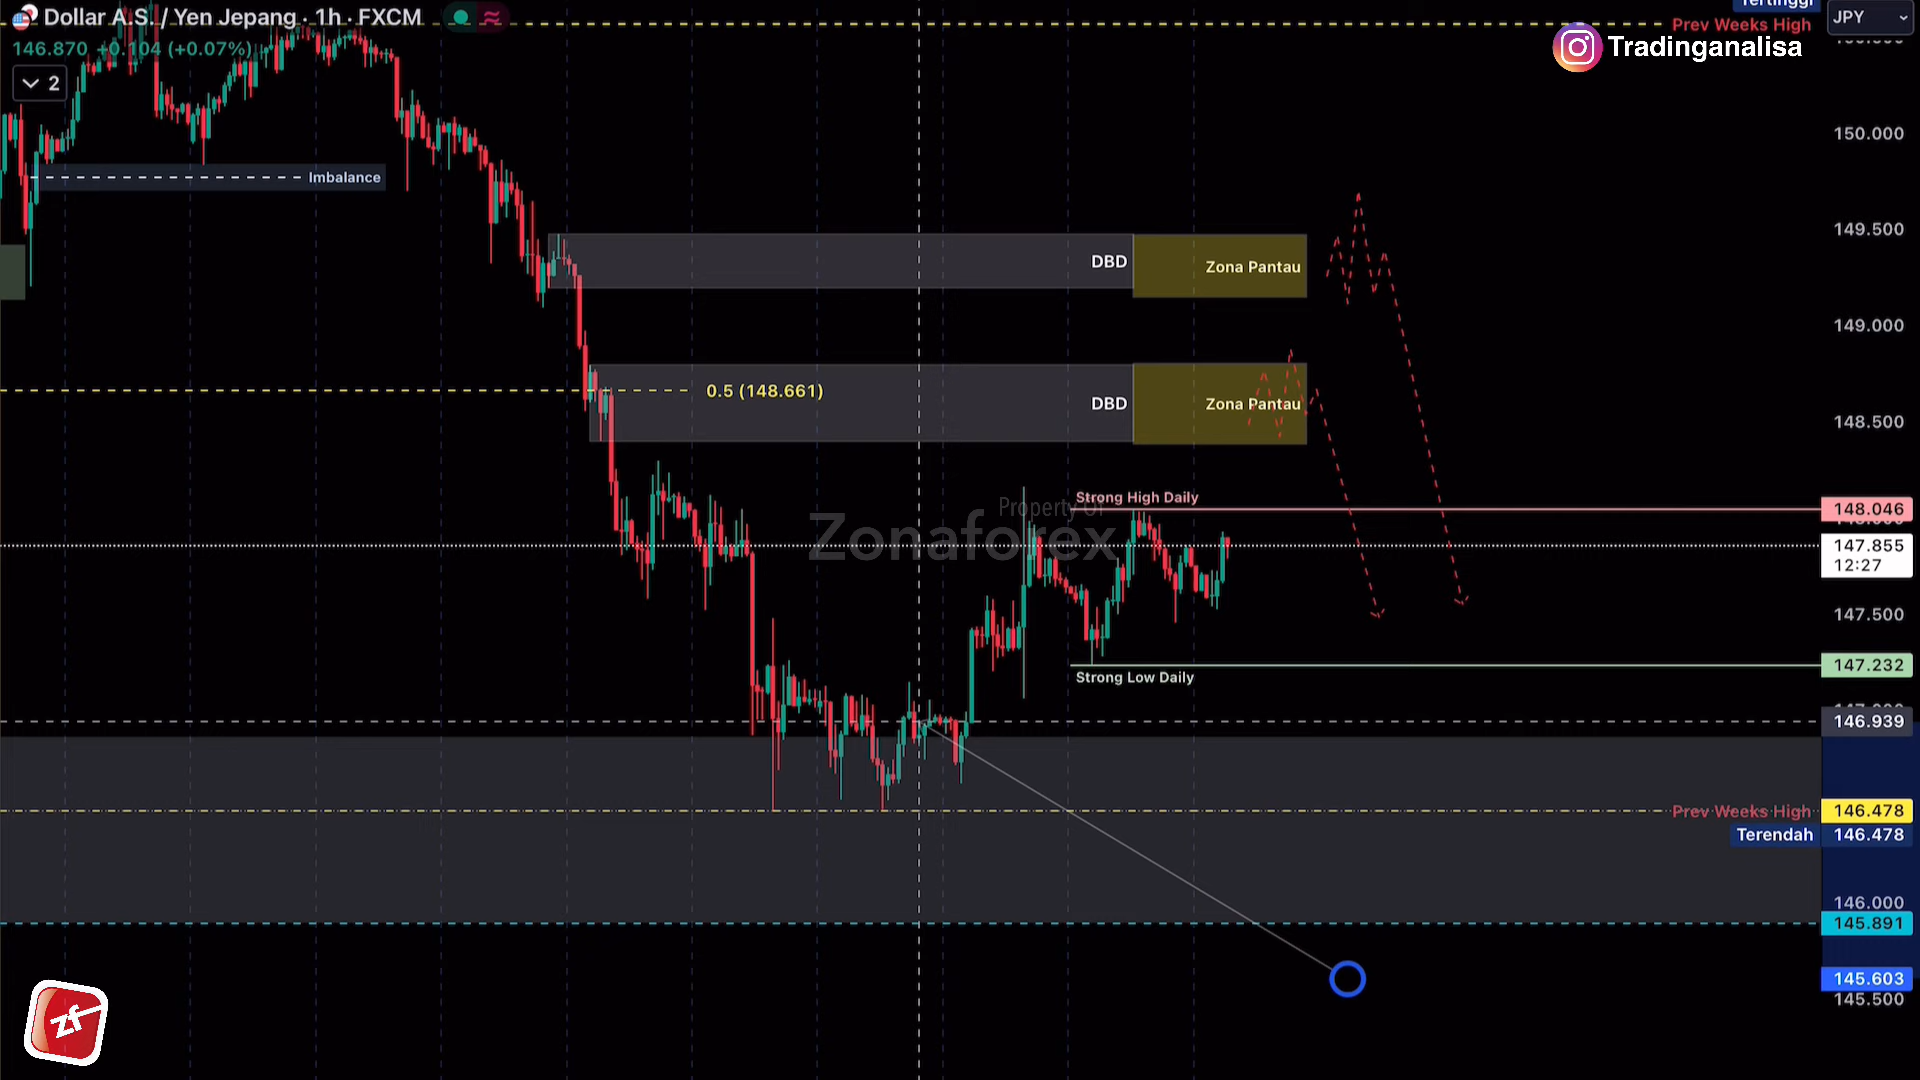 Dollar A.S. / Yen Jepang · 1h · FXCM
146.870 +0.104 (+0.07%)
2
Tertinggi
Prev Weeks High
JPY
Tradinganalisa
150.000
Imbalance
149.500
DBD
Zona Pantau
149.000
0.5 (148.661)
DBD
Zona Pantau
148.500
Strong High Daily
148.046
Property Of
Zonaforex
147.855
12:27
147.500
147.232
Strong Low Daily
146.939
Prev Weeks High
146.478
Terendah
146.478
146.000
145.891
145.603
145.500
zf